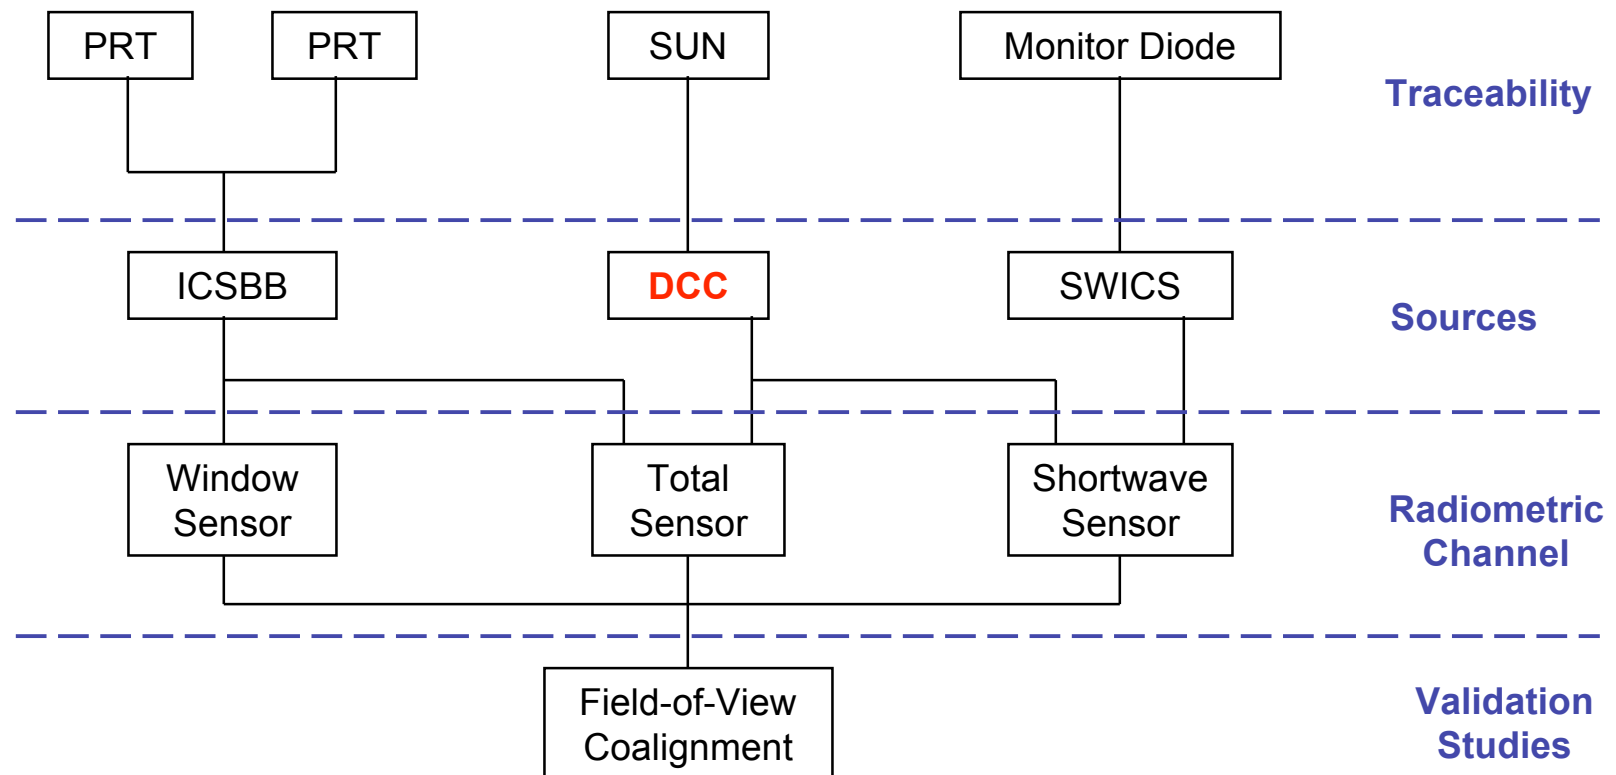 PRT
PRT
SUN
Monitor Diode
Traceability
ICSBB
DCC
SWICS
Sources
Window
Sensor
Total
Sensor
Shortwave
Sensor
Radiometric
Channel
Field-of-View
Coalignment
Validation
Studies